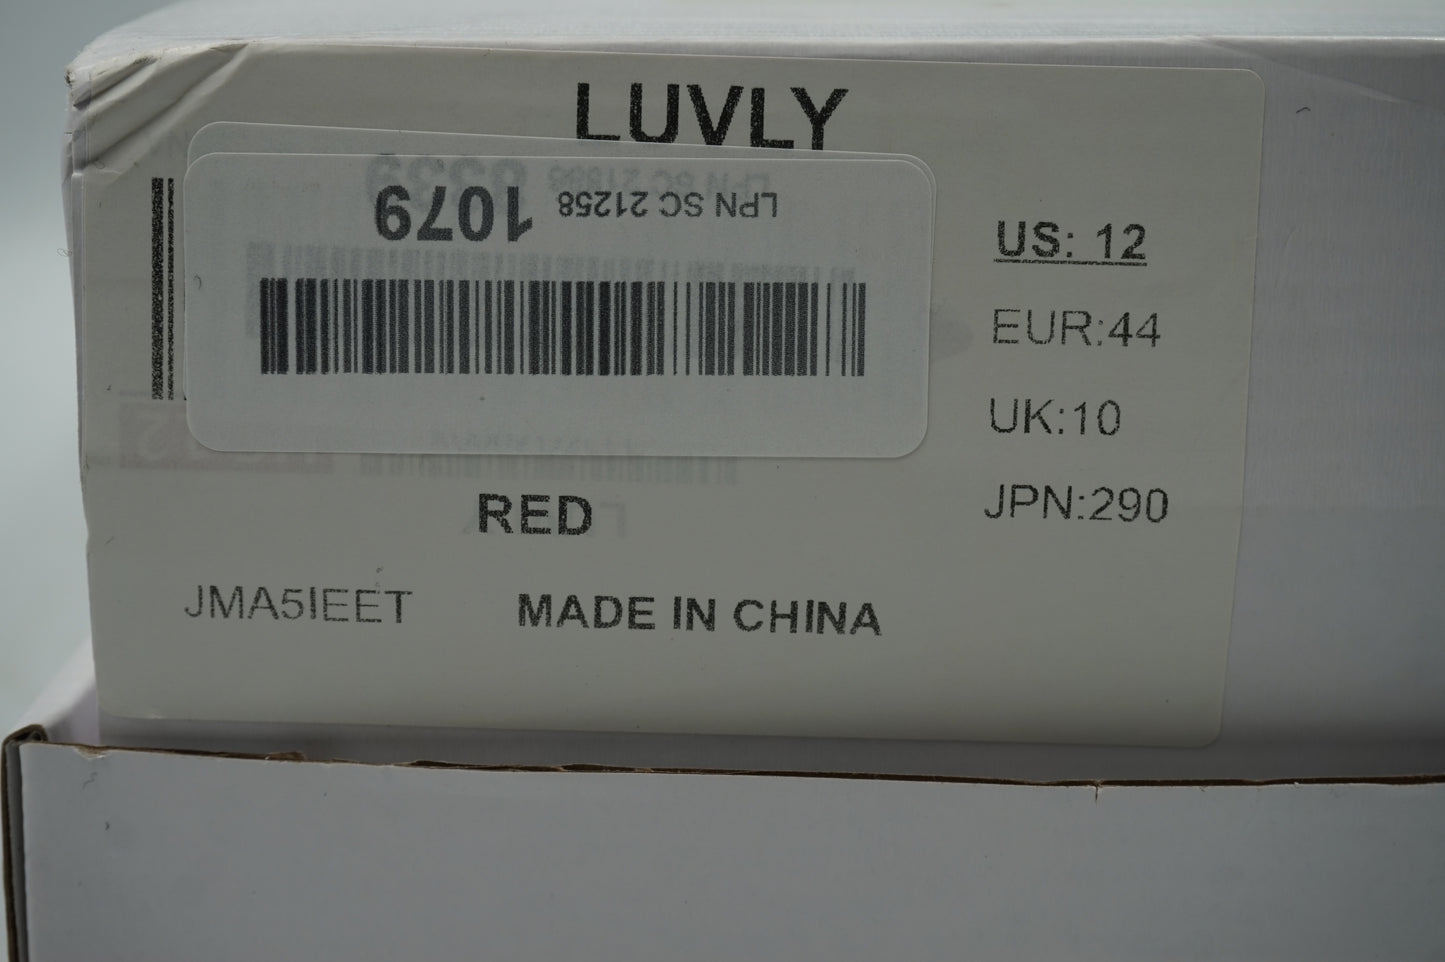 LUVLY
LPN SC 21258 1079
US: 12
EUR:44
UK:10
JPN:290
RED
JMA5IEET
MADE IN CHINA